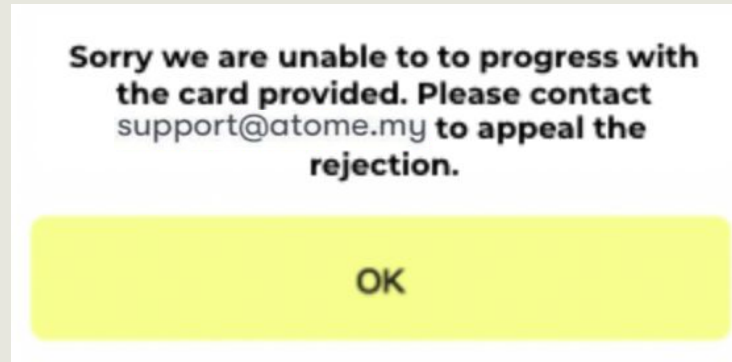 Sorry we are unable to to progress with
the card provided. Please contact
support@atome.my to appeal the
rejection.
OK